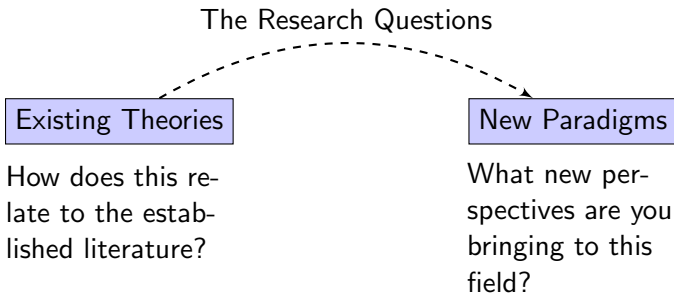 The Research Questions
Existing Theories
How does this re-
late to the estab-
lished literature?
New Paradigms
What new per-
spectives are you
bringing to this
field?